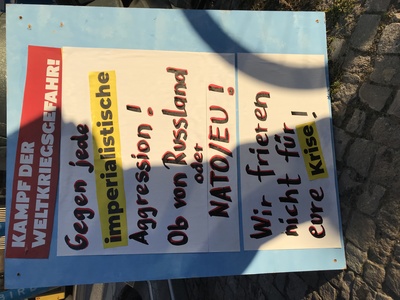 KAMPF DER
WELTKRIEGSGEFAHR!
Gegen jede
imperialistische
Aggression!
Ob von Russland
oder
NATO/EU!
Wir frieren
nicht für
eure Krise!